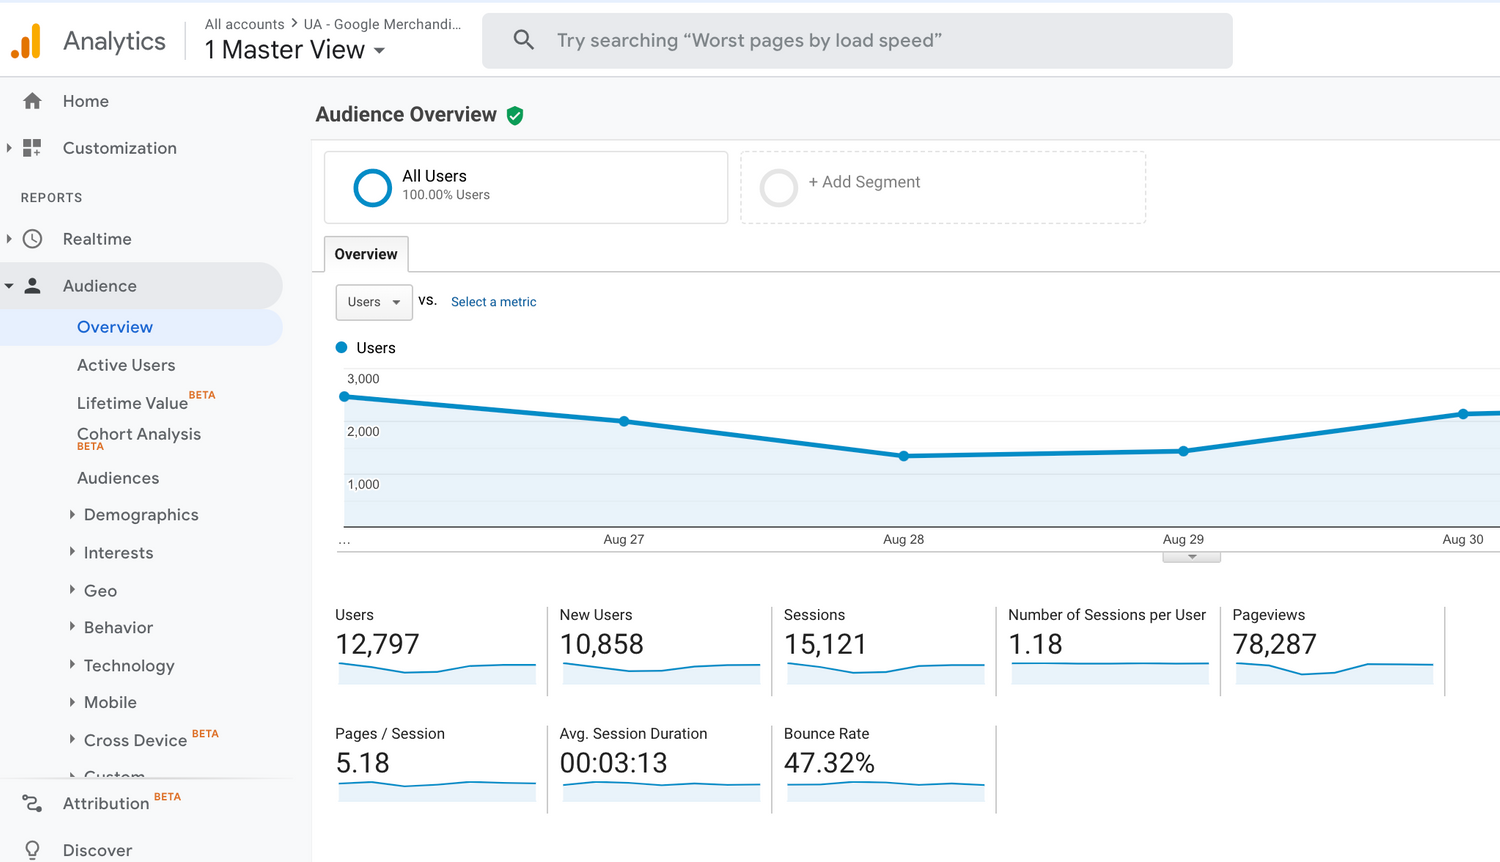 Analytics
All accounts > UA - Google Merchandi...
1 Master View
Try searching “Worst pages by load speed”
Home
Customization
REPORTS
Realtime
Audience
Overview
Active Users
Lifetime Value BETA
Cohort Analysis
BETA
Audiences
Demographics
Interests
Geo
Behavior
Technology
Mobile
Cross Device BETA
Custom
Attribution BETA
Discover
Audience Overview
All Users
100.00% Users
+ Add Segment
Overview
Users vs. Select a metric
Users
3,000
2,000
1,000
... Aug 27 Aug 28 Aug 29 Aug 30
Users
12,797
New Users
10,858
Sessions
15,121
Number of Sessions per User
1.18
Pageviews
78,287
Pages / Session
5.18
Avg. Session Duration
00:03:13
Bounce Rate
47.32%